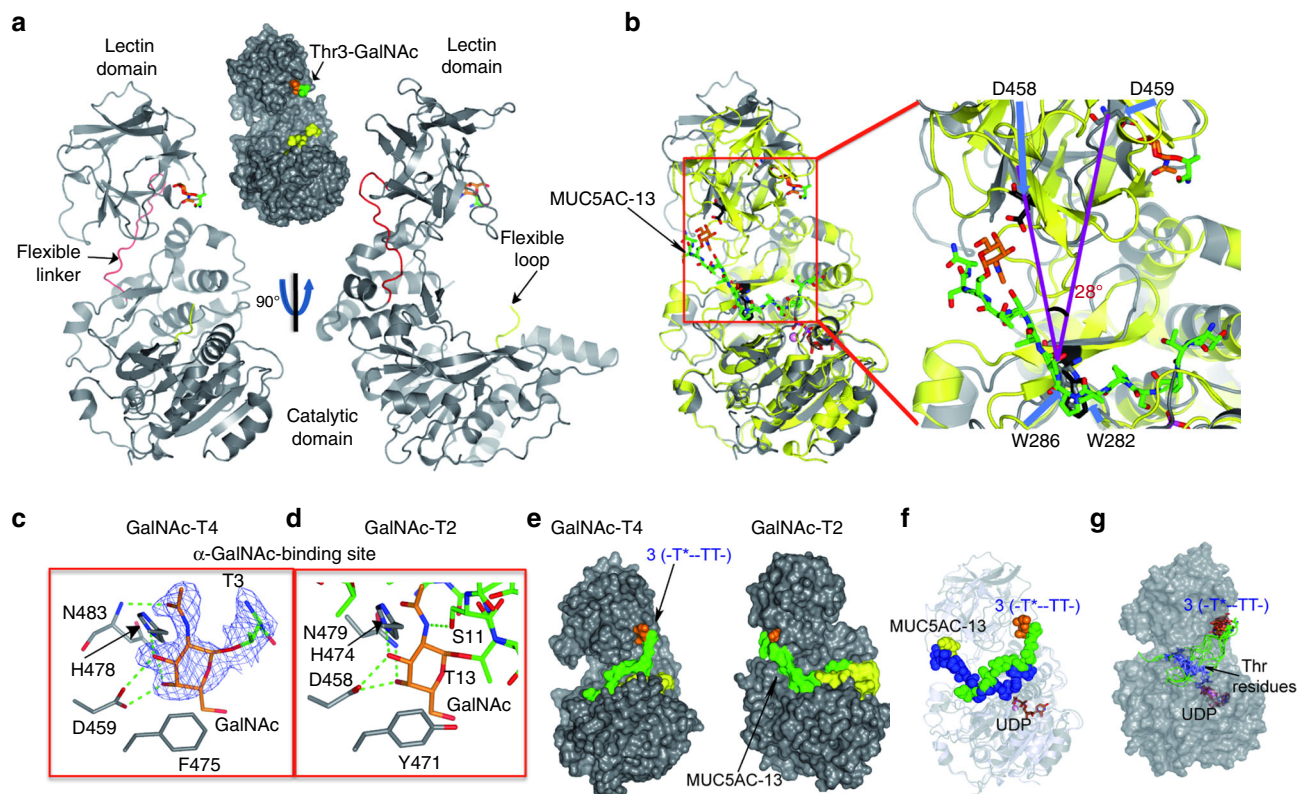 a
Lectin
domain
Thr3-GalNAc
Lectin
domain
Flexible
linker
90°
Flexible
loop
Catalytic
domain
b
MUC5AC-13
D458
D459
28°
W286
W282
c
GalNAc-T4
d
GalNAc-T2
α-GalNAc-binding site
T3
N483
H478
D459
GalNAc
F475
N479
H474
D458
S11
T13
GalNAc
Y471
e
GalNAc-T4
GalNAc-T2
3 (-T*--TT-)
MUC5AC-13
f
3 (-T*--TT-)
MUC5AC-13
UDP
g
3 (-T*--TT-)
Thr
residues
UDP